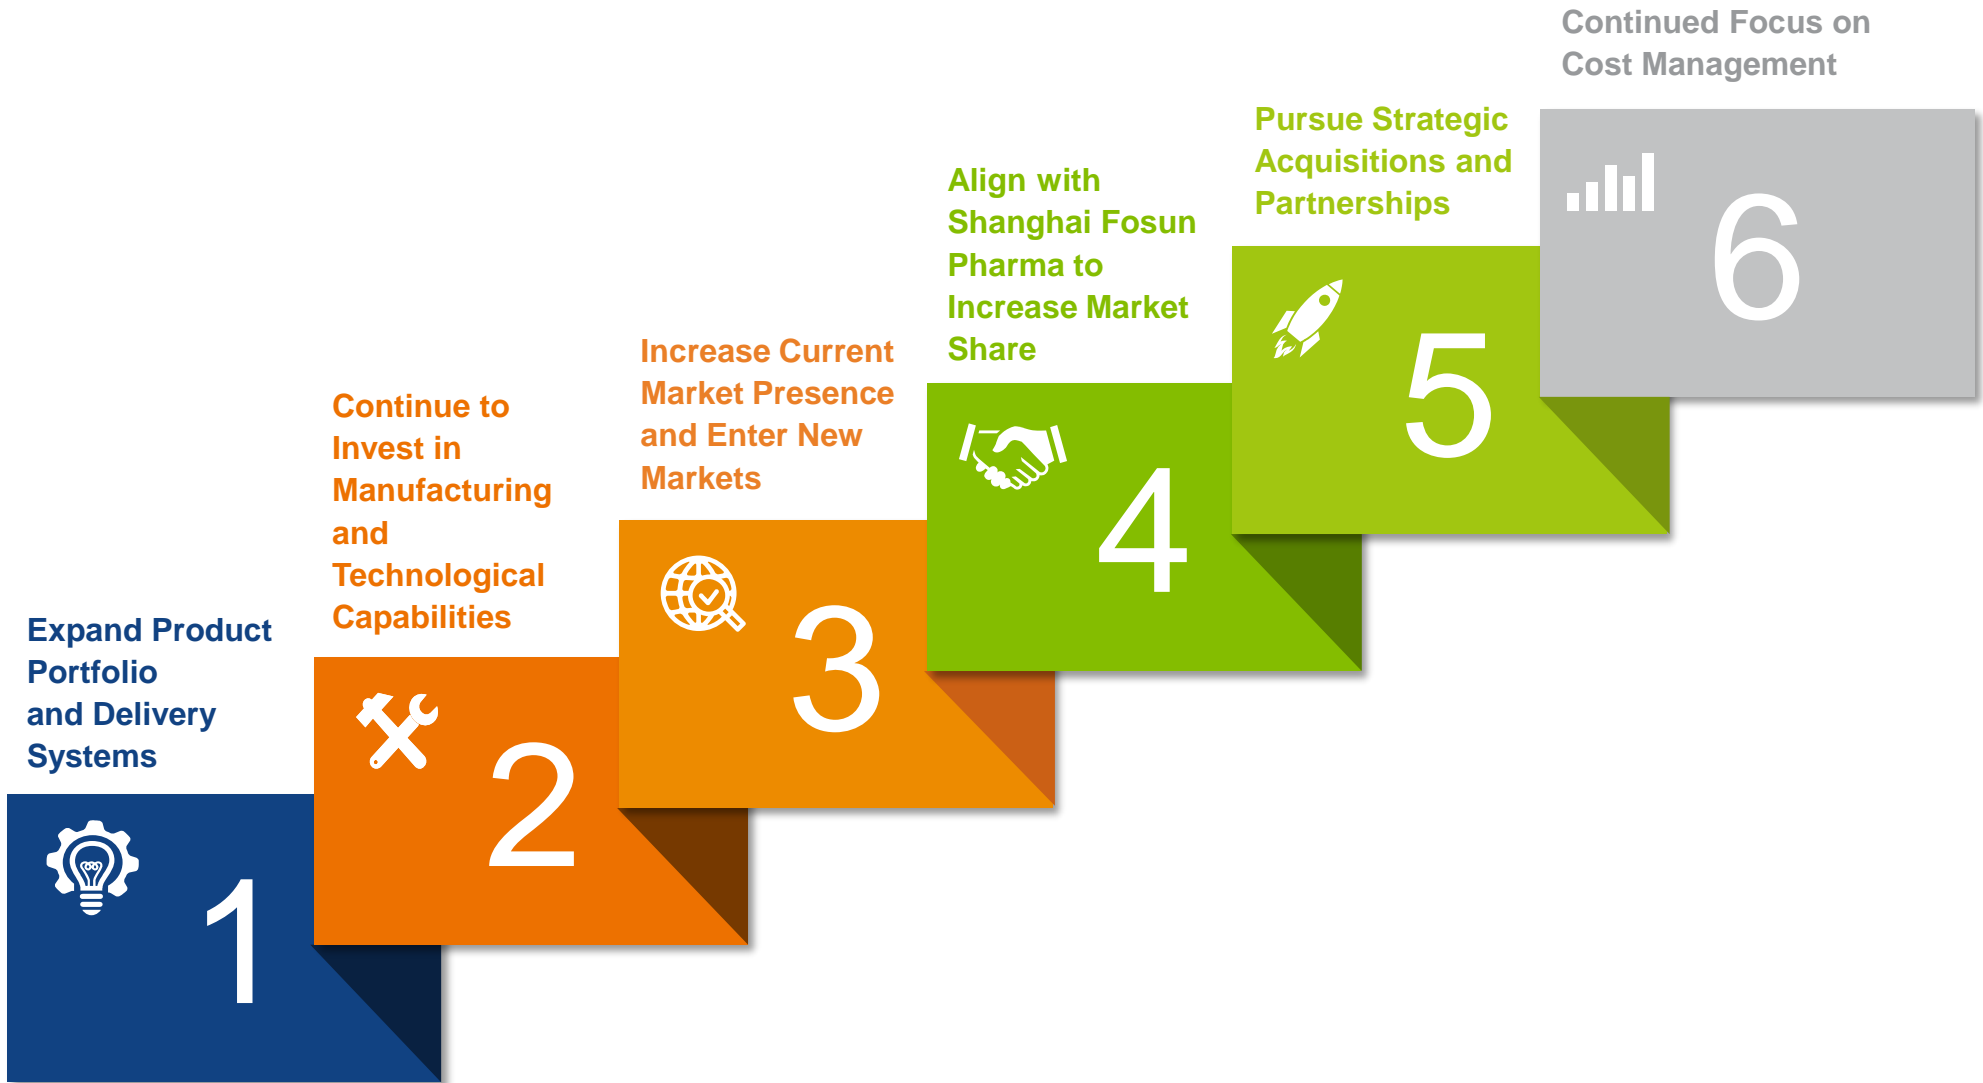 Expand Product
Portfolio
and Delivery
Systems
1
Continue to
Invest in
Manufacturing
and
Technological
Capabilities
2
Increase Current
Market Presence
and Enter New
Markets
3
Align with
Shanghai Fosun
Pharma to
Increase Market
Share
4
Pursue Strategic
Acquisitions and
Partnerships
5
Continued Focus on
Cost Management
6